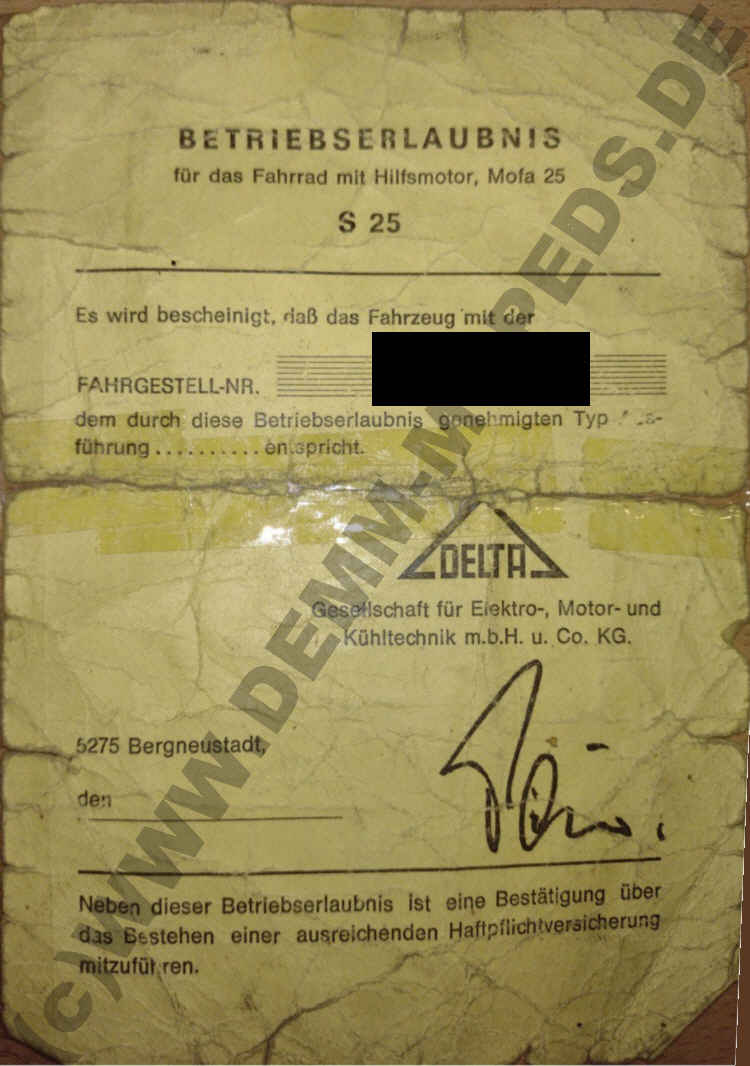 BETRIEBSERLAUBNIS
für das Fahrrad mit Hilfsmotor, Mofa 25
S 25
Es wird bescheinigt, daß das Fahrzeug mit der
FAHRGESTELL-NR.
dem durch diese Betriebserlaubnis genehmigten Typ
führung .......... entspricht.
DELTA
Gesellschaft für Elektro-, Motor- und
Kühltechnik m.b.H. u. Co. KG.
5275 Bergneustadt,
den
Neben dieser Betriebserlaubnis ist eine Bestätigung über
das Bestehen einer ausreichenden Haftpflichtversicherung
mitzuführen.
(c)WWW.DEMM-MOPEDS.DE